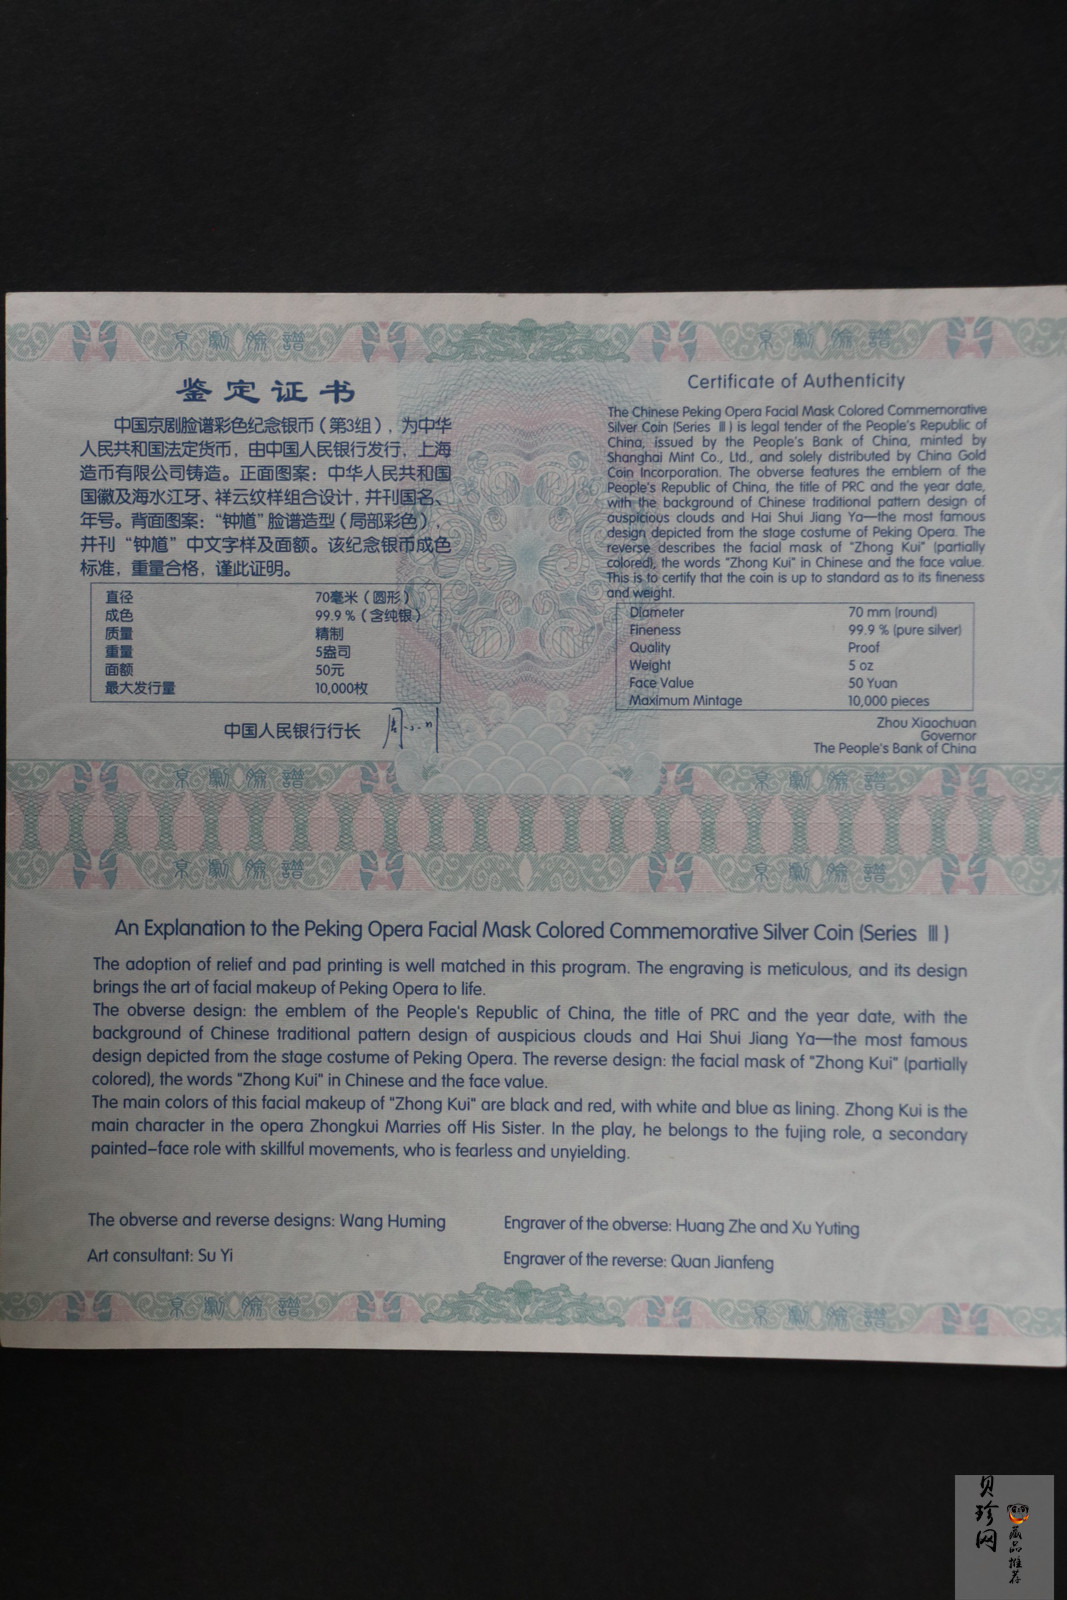 京剧脸谱 京剧脸谱
鉴定证书
中国京剧脸谱彩色纪念银币（第3组），为中华
人民共和国法定货币，由中国人民银行发行，上海
造币有限公司铸造。正面图案：中华人民共和国
国徽及海水江牙、祥云纹样组合设计，并刊国名、
年号。背面图案：“钟馗”脸谱造型（局部彩色），
并刊“钟馗”中文字样及面额。该纪念银币成色
标准，重量合格，谨此证明。
直径 70毫米（圆形）
成色 99.9％（含纯银）
质量 精制
重量 5盎司
面额 50元
最大发行量 10,000枚
中国人民银行行长
Certificate of Authenticity
The Chinese Peking Opera Facial Mask Colored Commemorative
Silver Coin (Series Ⅲ) is legal tender of the People's Republic of
China, issued by the People's Bank of China, minted by
Shanghai Mint Co., Ltd., and solely distributed by China Gold
Coin Incorporation. The obverse features the emblem of the
People's Republic of China, the title of PRC and the year date,
with the background of Chinese traditional pattern design of
auspicious clouds and Hai Shui Jiang Ya—the most famous
design depicted from the stage costume of Peking Opera. The
reverse describes the facial mask of "Zhong Kui" (partially
colored), the words "Zhong Kui" in Chinese and the face value.
This is to certify that the coin is up to standard as to its fineness
and weight.
Diameter 70 mm (round)
Fineness 99.9 % (pure silver)
Quality Proof
Weight 5 oz
Face Value 50 Yuan
Maximum Mintage 10,000 pieces
Zhou Xiaochuan
Governor
The People's Bank of China
京剧脸谱 京剧脸谱
京剧脸谱 京剧脸谱
An Explanation to the Peking Opera Facial Mask Colored Commemorative Silver Coin (Series Ⅲ)
The adoption of relief and pad printing is well matched in this program. The engraving is meticulous, and its design
brings the art of facial makeup of Peking Opera to life.
The obverse design: the emblem of the People's Republic of China, the title of PRC and the year date, with the
background of Chinese traditional pattern design of auspicious clouds and Hai Shui Jiang Ya—the most famous
design depicted from the stage costume of Peking Opera. The reverse design: the facial mask of "Zhong Kui" (partially
colored), the words "Zhong Kui" in Chinese and the face value.
The main colors of this facial makeup of "Zhong Kui" are black and red, with white and blue as lining. Zhong Kui is the
main character in the opera Zhongkui Marries off His Sister. In the play, he belongs to the fujing role, a secondary
painted-face role with skillful movements, who is fearless and unyielding.
The obverse and reverse designs: Wang Huming
Engraver of the obverse: Huang Zhe and Xu Yuting
Art consultant: Su Yi
Engraver of the reverse: Quan Jianfeng
京剧脸谱 京剧脸谱
贝珍网
藏品推荐